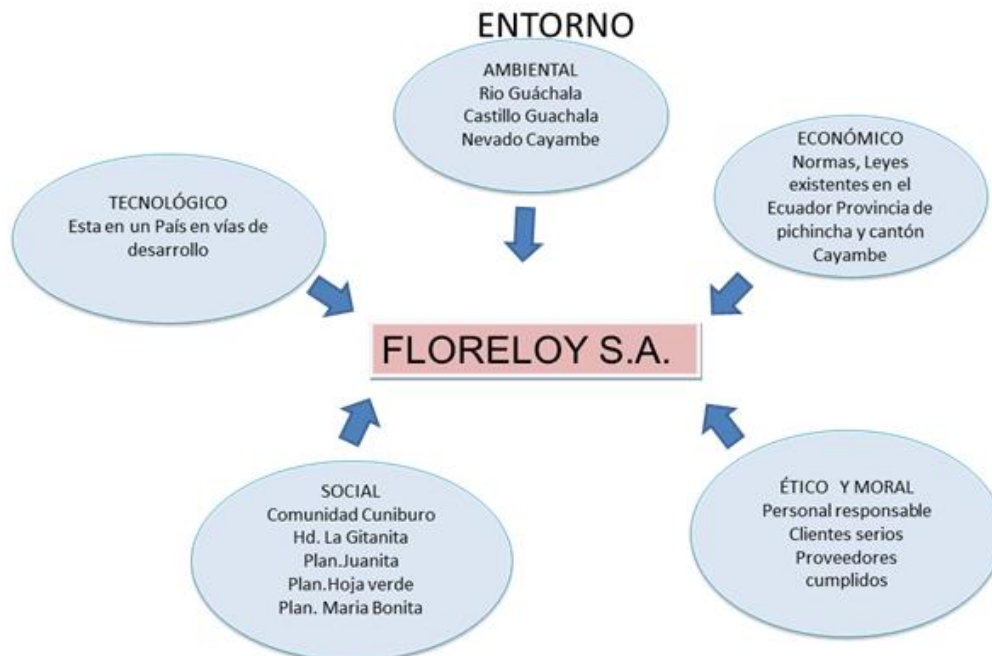 ENTORNO
AMBIENTAL
Rio Guáchala
Castillo Guachala
Nevado Cayambe
TECNOLÓGICO
Esta en un País en vías de
desarrollo
ECONÓMICO
Normas, Leyes
existentes en el
Ecuador Provincia de
pichincha y cantón
Cayambe
FLORELOY S.A.
SOCIAL
Comunidad Cuniburo
Hd. La Gitanita
Plan.Juanita
Plan.Hoja verde
Plan. Maria Bonita
ÉTICO Y MORAL
Personal responsable
Clientes serios
Proveedores
cumplidos